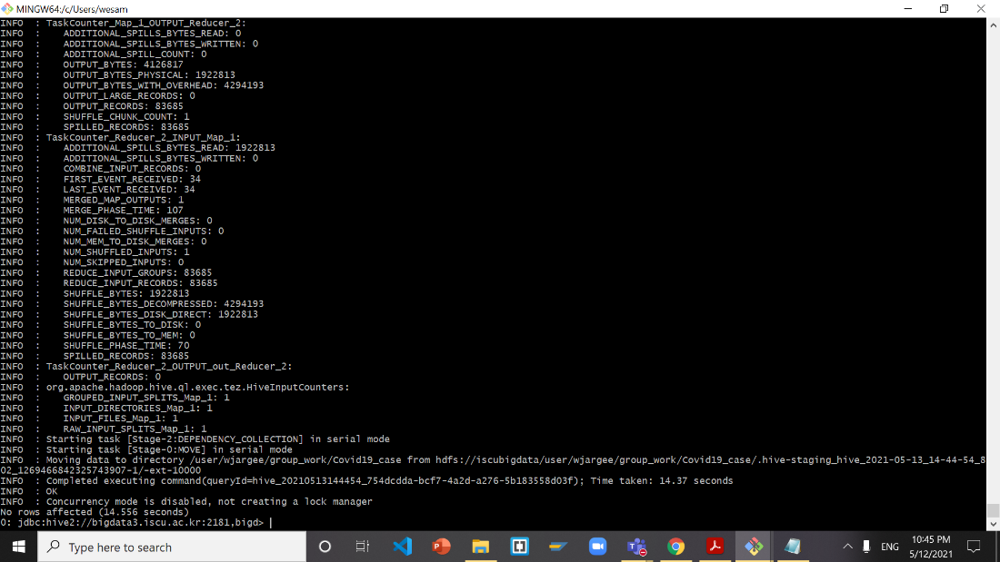 MINGW64:/c/Users/wesam
INFO  : TaskCounter_Map_1_OUTPUT_Reducer_2:
INFO  :    ADDITIONAL_SPILLS_BYTES_READ: 0
INFO  :    ADDITIONAL_SPILLS_BYTES_WRITTEN: 0
INFO  :    ADDITIONAL_SPILL_COUNT: 0
INFO  :    OUTPUT_BYTES: 4126817
INFO  :    OUTPUT_BYTES_PHYSICAL: 1922813
INFO  :    OUTPUT_BYTES_WITH_OVERHEAD: 4294193
INFO  :    OUTPUT_LARGE_RECORDS: 0
INFO  :    OUTPUT_RECORDS: 83685
INFO  :    SHUFFLE_CHUNK_COUNT: 1
INFO  :    SPILLED_RECORDS: 83685
INFO  : TaskCounter_Reducer_2_INPUT_Map_1:
INFO  :    ADDITIONAL_SPILLS_BYTES_READ: 1922813
INFO  :    ADDITIONAL_SPILLS_BYTES_WRITTEN: 0
INFO  :    COMBINE_INPUT_RECORDS: 0
INFO  :    FIRST_EVENT_RECEIVED: 34
INFO  :    LAST_EVENT_RECEIVED: 34
INFO  :    MERGED_MAP_OUTPUTS: 1
INFO  :    MERGE_PHASE_TIME: 107
INFO  :    NUM_DISK_TO_DISK_MERGES: 0
INFO  :    NUM_FAILED_SHUFFLE_INPUTS: 0
INFO  :    NUM_MEM_TO_DISK_MERGES: 0
INFO  :    NUM_SHUFFLED_INPUTS: 1
INFO  :    NUM_SKIPPED_INPUTS: 0
INFO  :    REDUCE_INPUT_GROUPS: 83685
INFO  :    REDUCE_INPUT_RECORDS: 83685
INFO  :    SHUFFLE_BYTES: 1922813
INFO  :    SHUFFLE_BYTES_DECOMPRESSED: 4294193
INFO  :    SHUFFLE_BYTES_DISK_DIRECT: 1922813
INFO  :    SHUFFLE_BYTES_TO_DISK: 0
INFO  :    SHUFFLE_BYTES_TO_MEM: 0
INFO  :    SHUFFLE_PHASE_TIME: 70
INFO  :    SPILLED_RECORDS: 83685
INFO  : TaskCounter_Reducer_2_OUTPUT_out_Reducer_2:
INFO  :    OUTPUT_RECORDS: 0
INFO  : org.apache.hadoop.hive.ql.exec.tez.HiveInputCounters:
INFO  :    GROUPED_INPUT_SPLITS_Map_1: 1
INFO  :    INPUT_DIRECTORIES_Map_1: 1
INFO  :    INPUT_FILES_Map_1: 1
INFO  :    RAW_INPUT_SPLITS_Map_1: 1
INFO  : Starting task [Stage-2:DEPENDENCY_COLLECTION] in serial mode
INFO  : Starting task [Stage-0:MOVE] in serial mode
INFO  : Moving data to directory /user/wjargee/group_work/Covid19_case from hdfs://iscubigdata/user/wjargee/group_work/Covid19_case/.hive-staging_hive_2021-05-13_14-44-54_8
02_1269466842325743907-1/-ext-10000
INFO  : Completed executing command(queryId=hive_20210513144454_754dcdda-bcf7-4a2d-a276-5b183558d03f); Time taken: 14.37 seconds
INFO  : OK
INFO  : Concurrency mode is disabled, not creating a lock manager
No rows affected (14.556 seconds)
0: jdbc:hive2://bigdata3.iscu.ac.kr:2181,bigd>
Type here to search
ENG
10:45 PM
5/12/2021